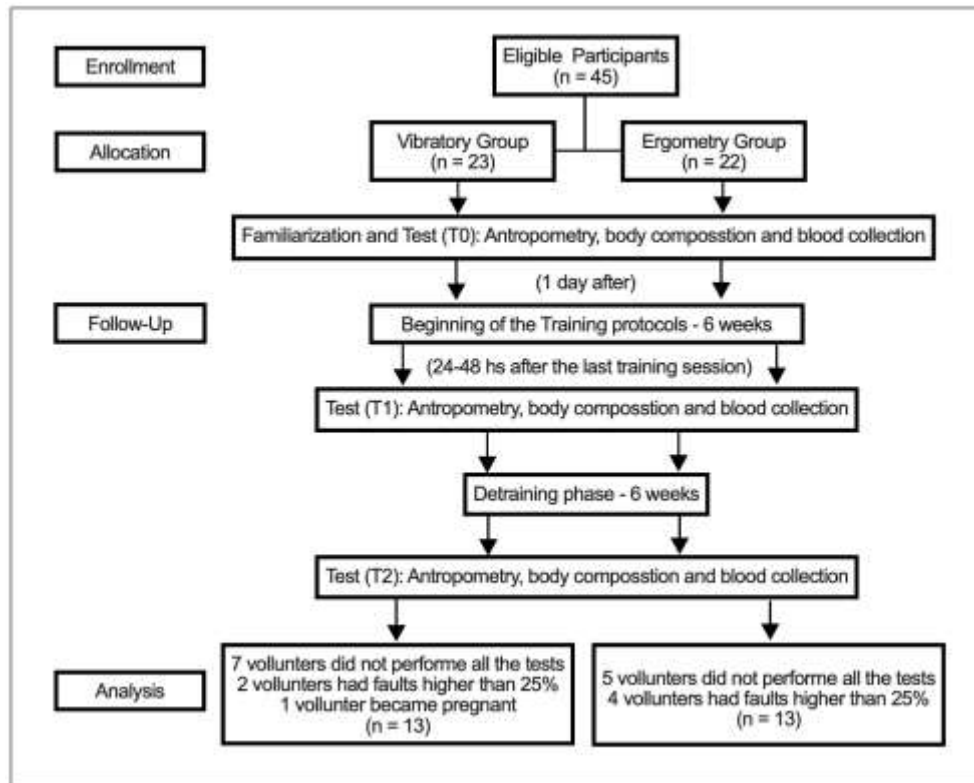 Enrollment
Eligible Participants
(n = 45)
Allocation
Vibratory Group
(n = 23)
Ergometry Group
(n = 22)
Familiarization and Test (T0): Antropometry, body composstion and blood collection
(1 day after)
Follow-Up
Beginning of the Training protocols - 6 weeks
(24-48 hs after the last training session)
Test (T1): Antropometry, body composstion and blood collection
Detraining phase - 6 weeks
Test (T2): Antropometry, body composstion and blood collection
Analysis
7 vollunters did not performe all the tests
2 vollunters had faults higher than 25%
1 vollunter became pregnant
(n = 13)
5 vollunters did not performe all the tests
4 vollunters had faults higher than 25%
(n = 13)